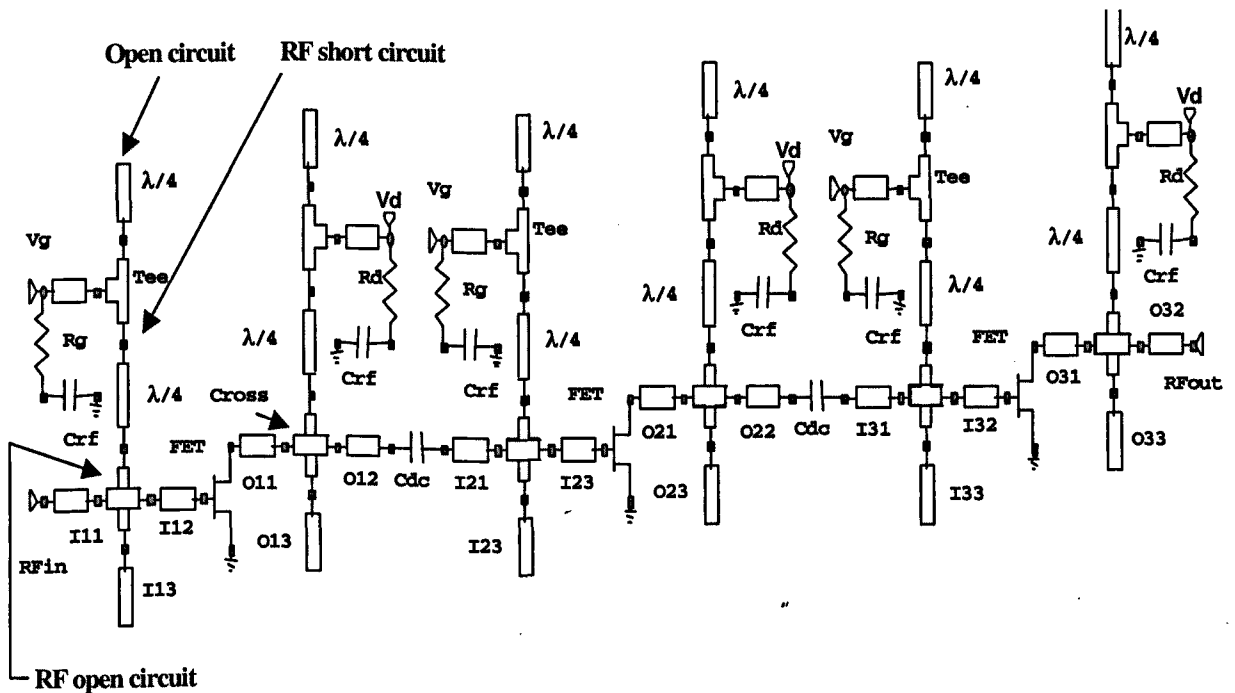 Open circuit
RF short circuit
λ/4
λ/4
λ/4
λ/4
λ/4
Vg
Tee
Rg
Crf
λ/4
Vd
Rd
Crf
λ/4
Vg
Tee
Rg
Crf
λ/4
Vd
Rd
Crf
λ/4
Vg
Tee
Rg
Crf
λ/4
Vd
Rd
Crf
λ/4
λ/4
RFin
I11
I12
I13
FET
O11
Cross
O12
O13
Cdc
I21
I23
I23
FET
O21
O22
O23
Cdc
I31
I32
I33
FET
O31
O32
O33
RFout
RF open circuit